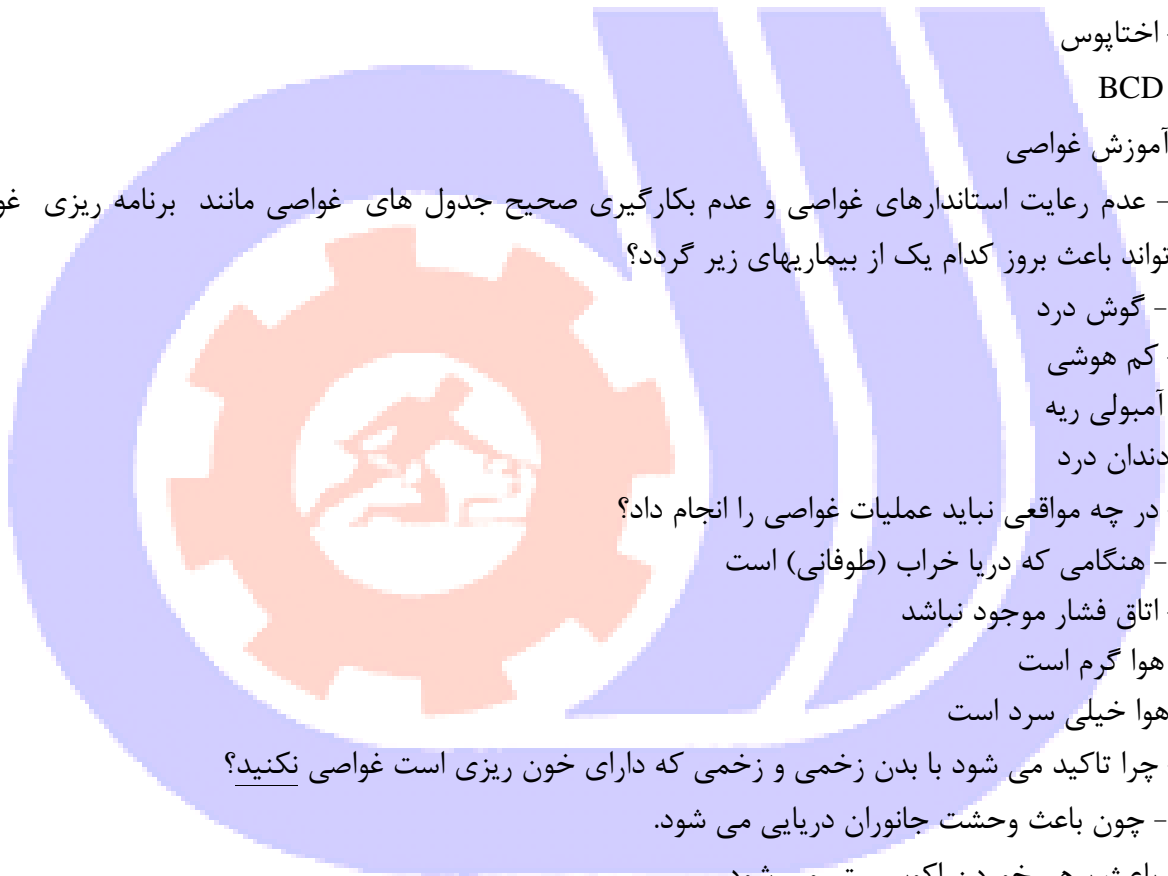 اختاپوس
BCD
آموزش غواصی
- عدم رعایت استاندارهای غواصی و عدم بکارگیری صحیح جدول های غواصی مانند برنامه ریزی
تواند باعث بروز کدام یک از بیماریهای زیر گردد؟
- گوش درد
- کم هوشی
آمبولی ریه
دندان درد
در چه مواقعی نباید عملیات غواصی را انجام داد؟
- هنگامی که دریا خراب (طوفانی) است
اتاق فشار موجود نباشد
هوا گرم است
هوا خیلی سرد است
چرا تاکید می شود با بدن زخمی و زخمی که دارای خون ریزی است غواصی نکنید؟
- چون باعث وحشت جانوران دریایی می شود.